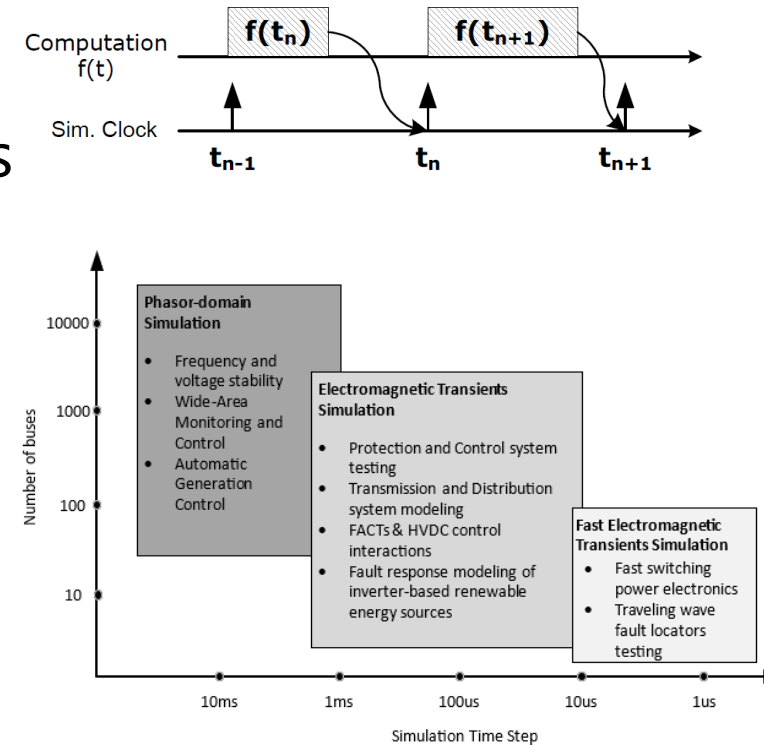 f(tn)
f(tn+1)
Computation
f(t)
Sim. Clock
s
tn-1
tn
tn+1
Phasor-domain
Simulation
• Frequency and
voltage stability
• Wide-Area
Monitoring and
Control
• Automatic
Generation
Control
Electromagnetic Transients
Simulation
• Protection and Control system
testing
• Transmission and Distribution
system modeling
• FACTs & HVDC control
interactions
• Fault response modeling of
inverter-based renewable
energy sources
Fast Electromagnetic
Transients Simulation
• Fast switching
power electronics
• Traveling wave
fault locators
testing
Number of buses
10000
1000
100
10
10ms
1ms
100us
10us
1us
Simulation Time Step